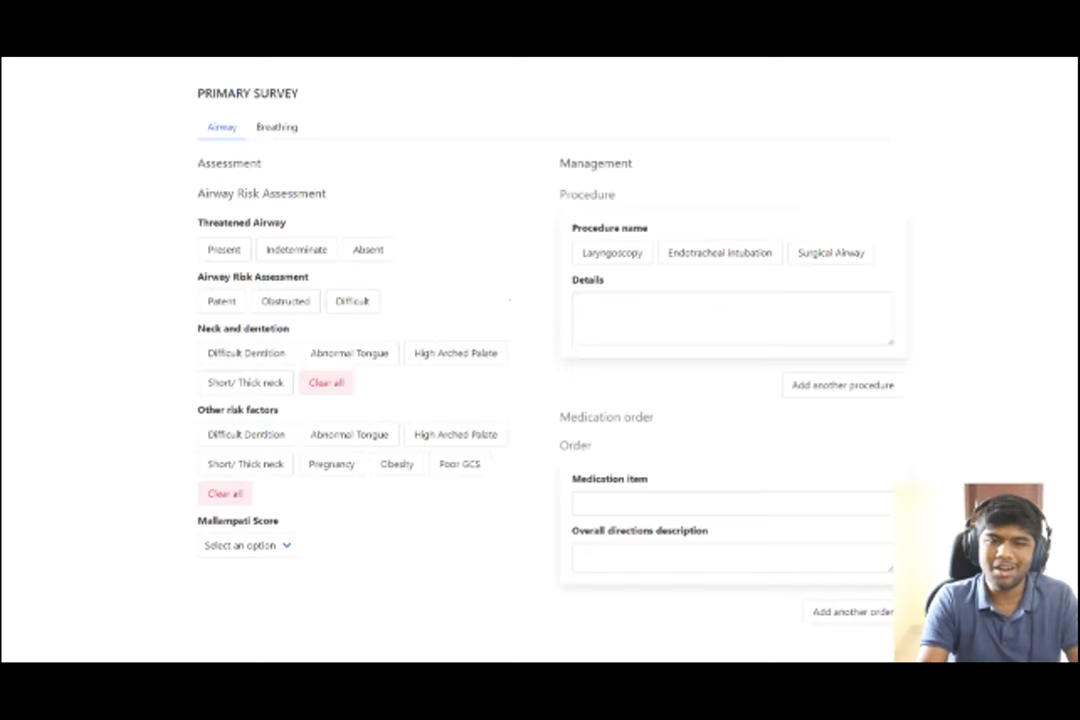 PRIMARY SURVEY
Airway Breathing
Assessment
Airway Risk Assessment
Threatened Airway
Present Indeterminate Absent
Airway Risk Assessment
Patent Obstructed Difficult
Neck and dentetion
Difficult Dentition Abnormal Tongue High Arched Palate
Short/ Thick neck Clear all
Other risk factors
Difficult Dentition Abnormal Tongue High Arched Palate
Short/ Thick neck Pregnancy Obesity Poor GCS
Clear all
Mallampati Score
Select an option
Management
Procedure
Procedure name
Laryngoscopy Endotracheal intubation Surgical Airway
Details
Add another procedure
Medication order
Order
Medication item
Overall directions description
Add another order